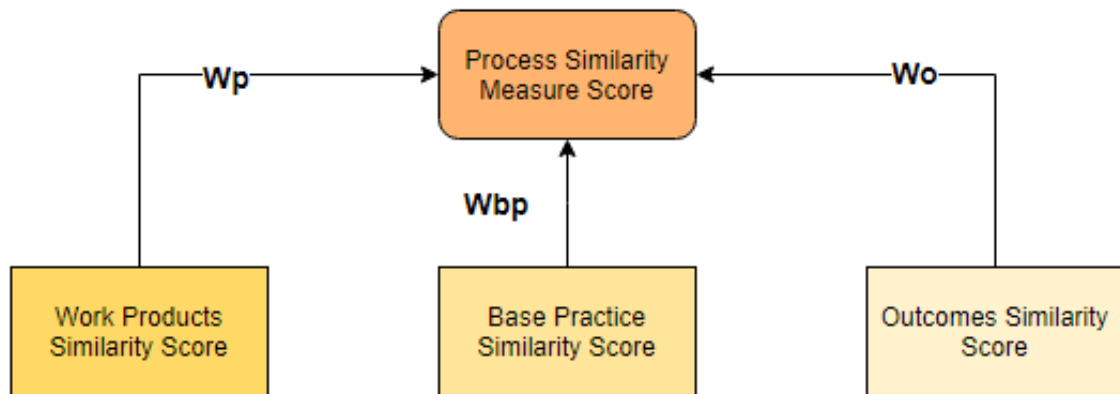 Process Similarity
Measure Score
Wp
Wo
Wbp
Work Products
Similarity Score
Base Practice
Similarity Score
Outcomes Similarity
Score